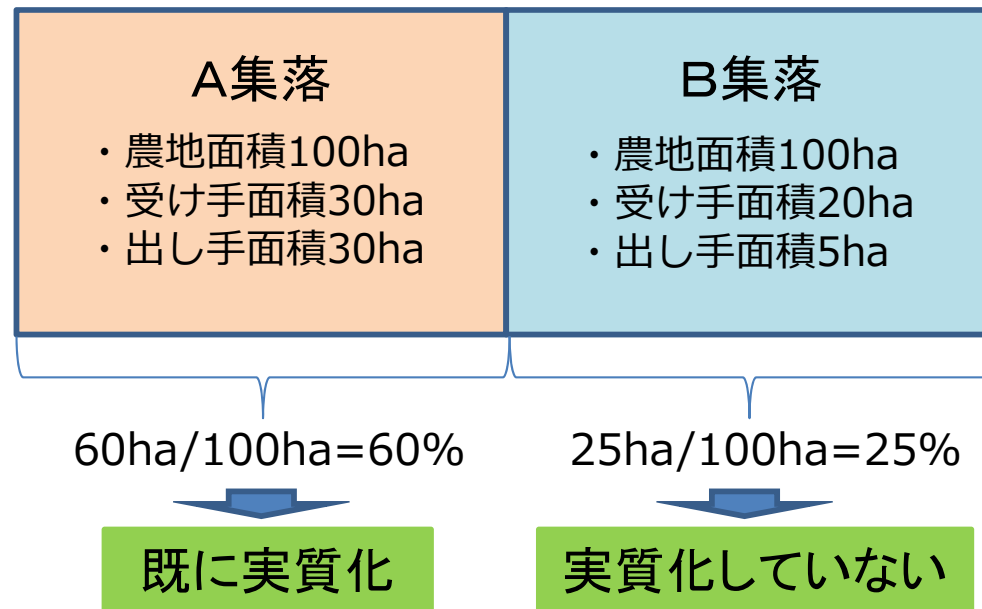 A集落
・農地面積100ha
・受け手面積30ha
・出し手面積30ha
B集落
・農地面積100ha
・受け手面積20ha
・出し手面積5ha
60ha/100ha=60%
25ha/100ha=25%
既に実質化
実質化していない